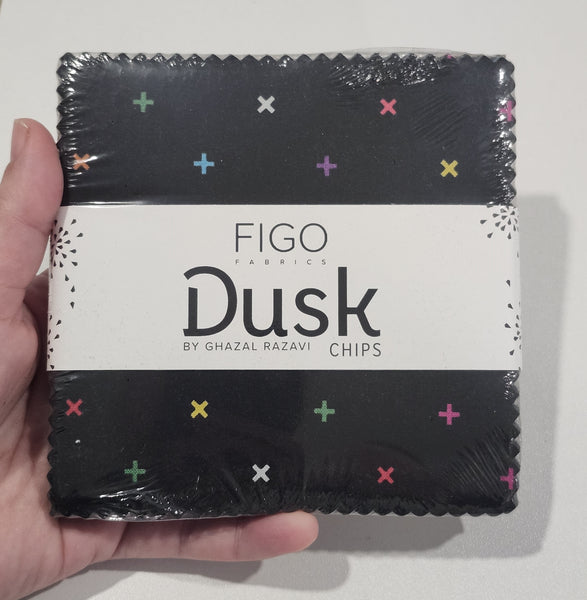 FIGO
FABRICS
Dusk
BY GHAZAL RAZAVI CHIPS